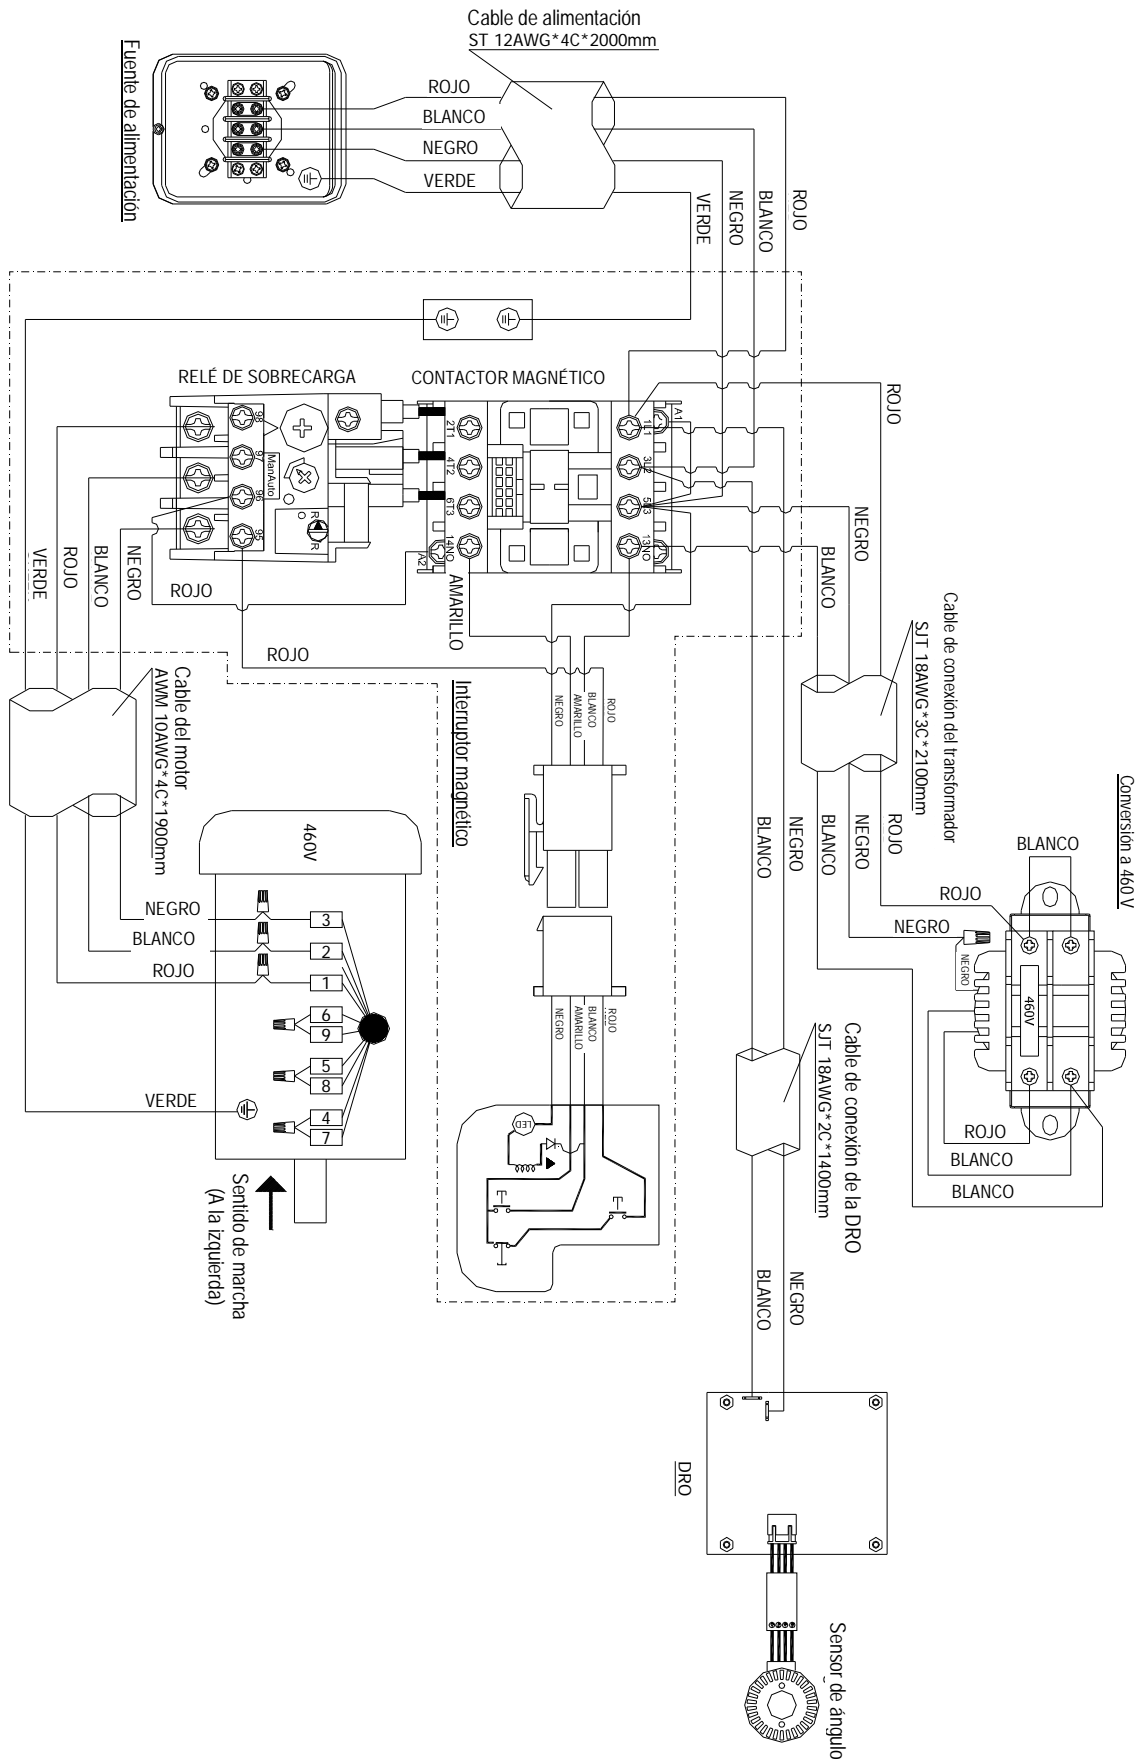 Cable de alimentación
ST 12AWG*4C*2000mm
Fuente de alimentación
ROJO
BLANCO
NEGRO
VERDE
ROJO
BLANCO
NEGRO
VERDE
RELÉ DE SOBRECARGA
CONTACTOR MAGNÉTICO
98
97
96
95
ManAuto
R
R
2T1
4T2
6T3
14NO
A2
A1
1L1
3L2
5L3
13NO
ROJO
NEGRO
BLANCO
VERDE
ROJO
BLANCO
NEGRO
ROJO
AMARILLO
ROJO
Cable del motor
AWM 10AWG*4C*1900mm
Interruptor magnético
NEGRO
AMARILLO
BLANCO
ROJO
Cable de conexión del transformador
SJT 18AWG*3C*2100mm
Conversión a 460 V
BLANCO
NEGRO
BLANCO
NEGRO
ROJO
BLANCO
ROJO
NEGRO
NEGRO
460V
ROJO
BLANCO
BLANCO
460V
NEGRO
BLANCO
ROJO
3
2
1
6
9
5
8
4
7
VERDE
Sentido de marcha
(A la izquierda)
NEGRO
AMARILLO
BLANCO
ROJO
LED
Cable de conexión de la DRO
SJT 18AWG*2C*1400mm
BLANCO
NEGRO
DRO
Sensor de ángulo